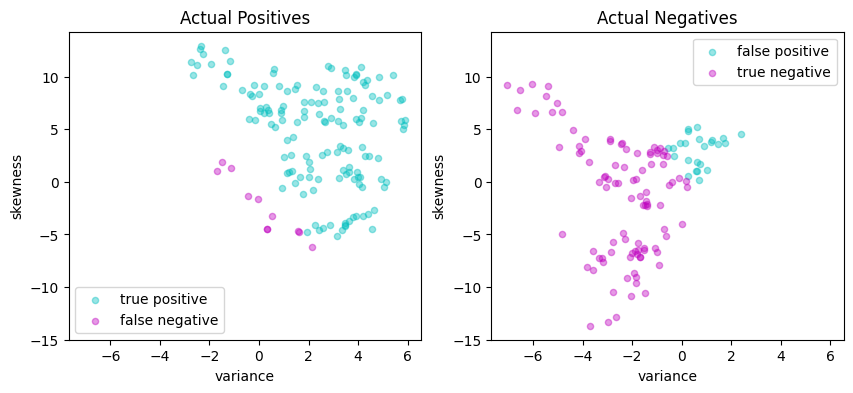 Actual Positives
skewness
10
5
0
−5
−10
−15
true positive
false negative
−6
−4
−2
0
2
4
6
variance
Actual Negatives
skewness
10
5
0
−5
−10
−15
false positive
true negative
−6
−4
−2
0
2
4
6
variance